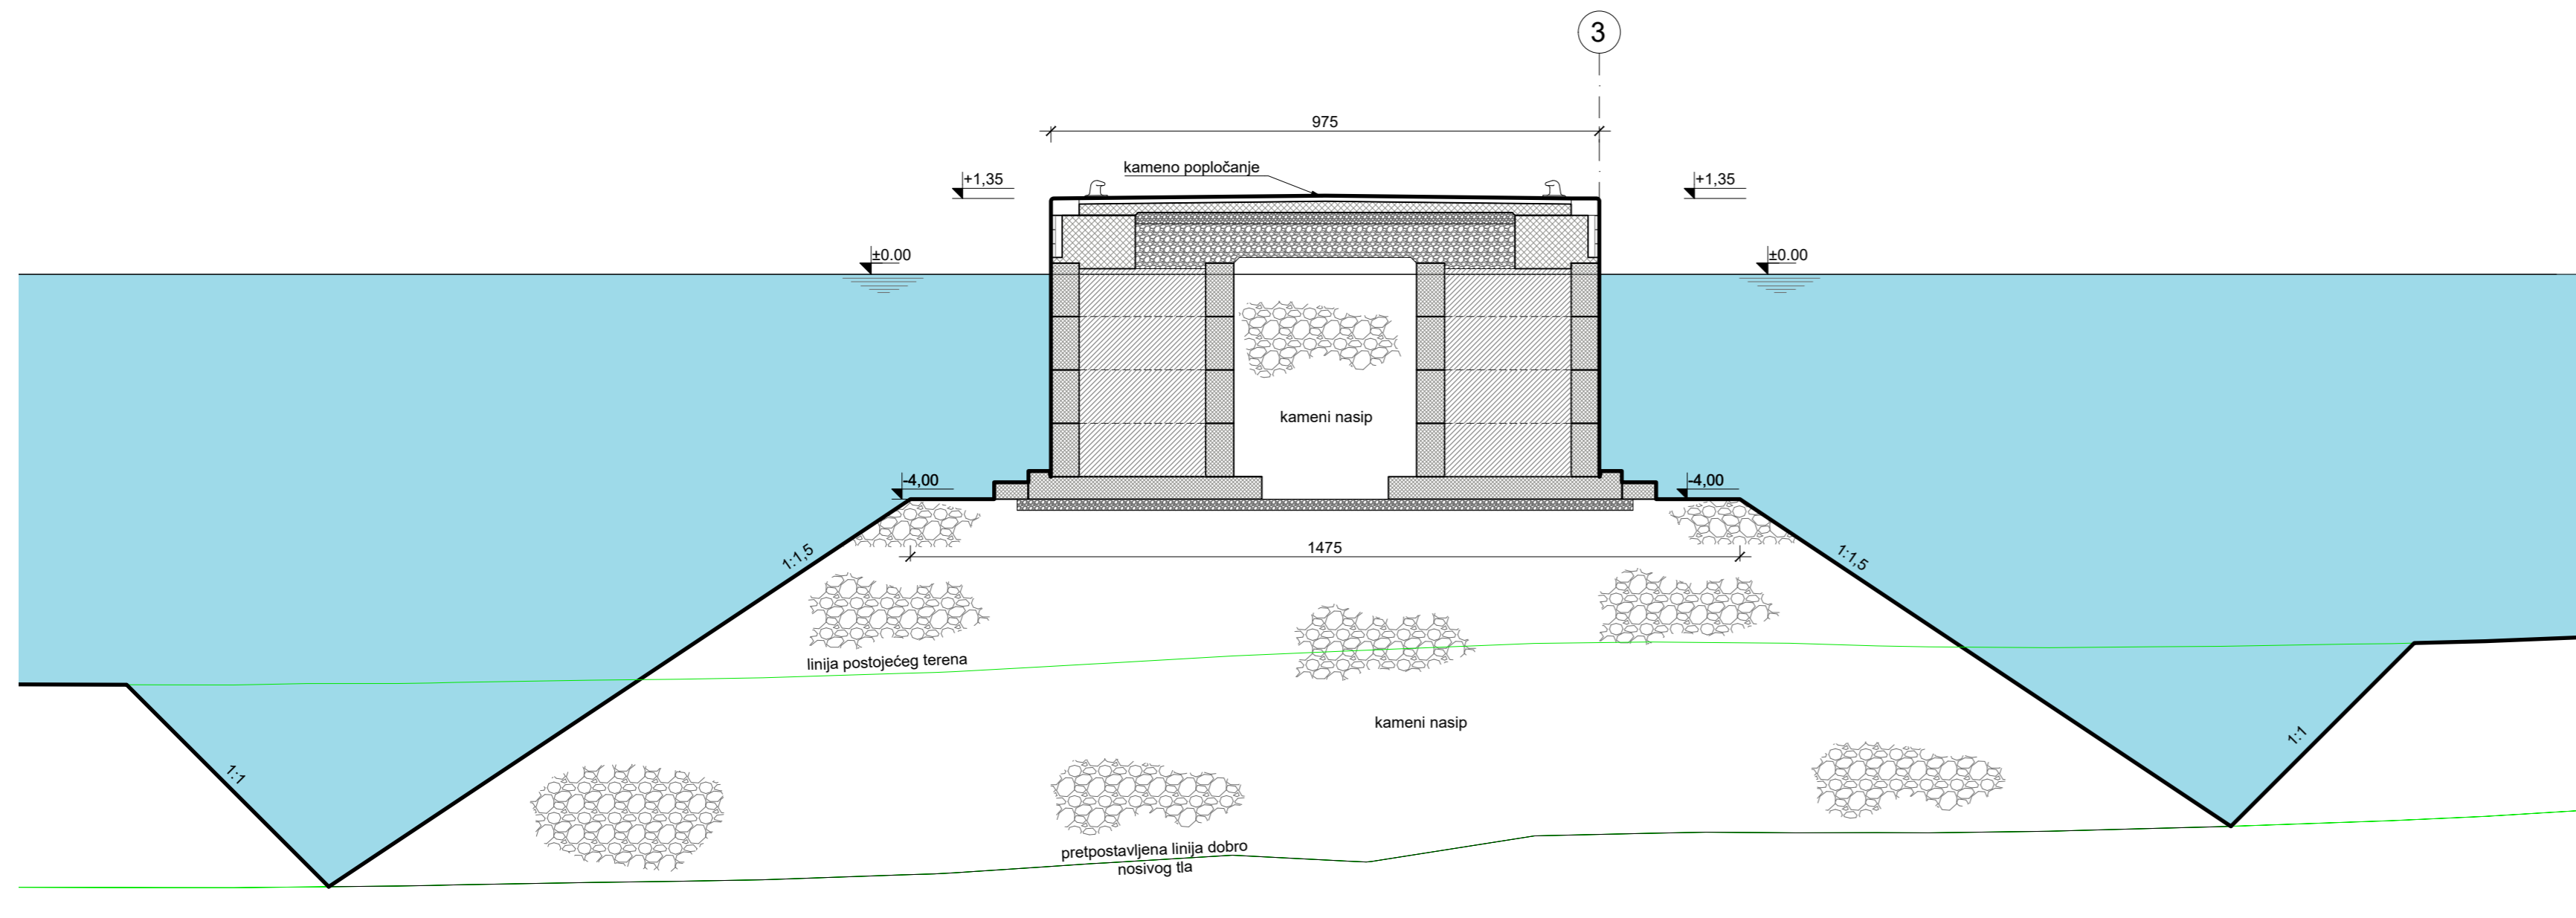 3
975
kameno popločanje
+1,35
+1,35
±0.00
±0.00
kameni nasip
-4,00
-4,00
1:1,5
1475
1:1,5
linija postojećeg terena
kameni nasip
1:1
1:1
pretpostavljena linija dobro
nosivog tla